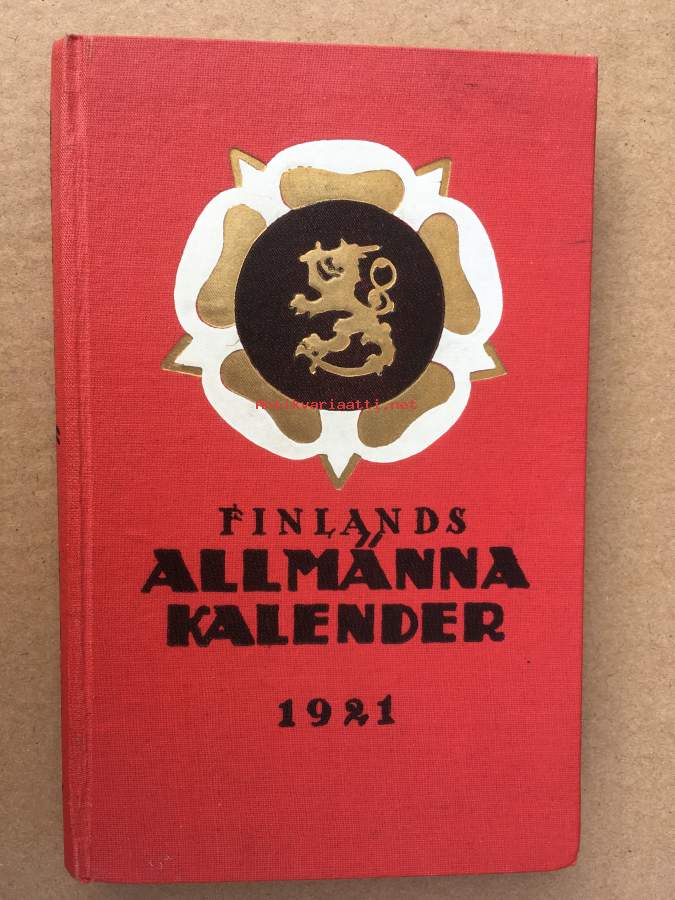 Antikvariaatti.net
FINLANDS
ALLMÄNNA
KALENDER
1921